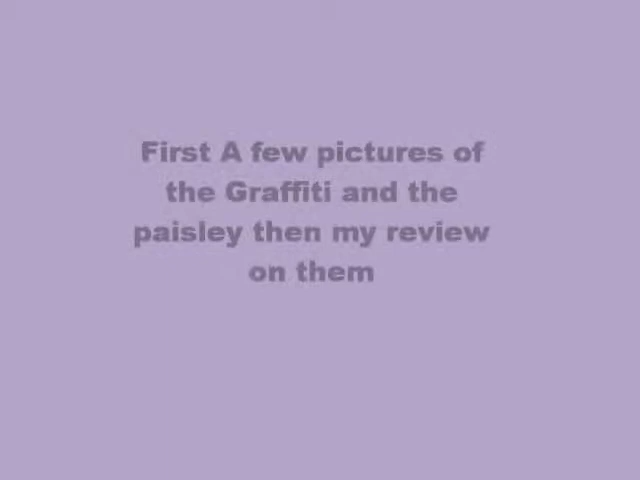 First A few pictures of
the Graffiti and the
paisley then my review
on them